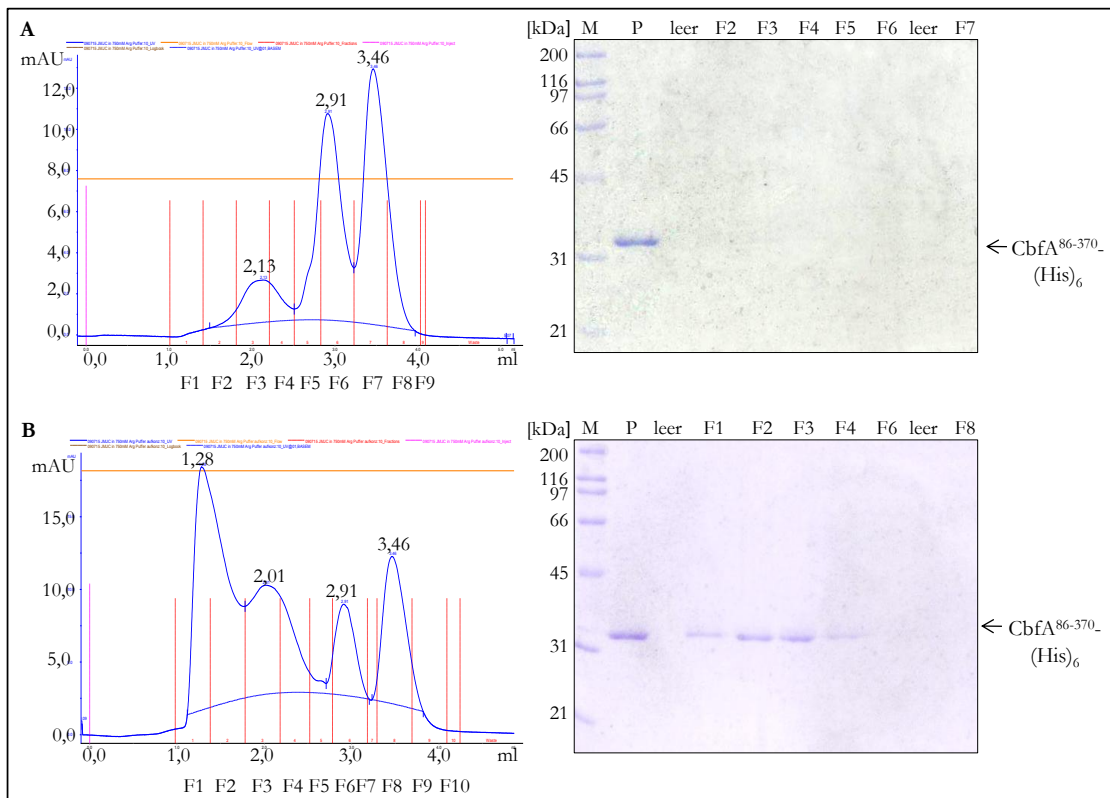 A
[kDa] M P leer F2 F3 F4 F5 F6 leer F7
mAU
12,0
10,0
8,0
6,0
4,0
2,0
0,0
2,13
2,91
3,46
0,0 1,0 2,0 3,0 4,0 ml
F1 F2 F3 F4 F5 F6 F7 F8 F9
200
116
97
66
45
31
21
CbfA86-370-
(His)6
B
[kDa] M P leer F1 F2 F3 F4 F6 leer F8
mAU
15,0
10,0
5,0
0,0
1,28
2,01
2,91
3,46
0,0 1,0 2,0 3,0 4,0 ml
F1 F2 F3 F4 F5 F6 F7 F8 F9 F10
200
116
97
66
45
31
21
CbfA86-370-
(His)6